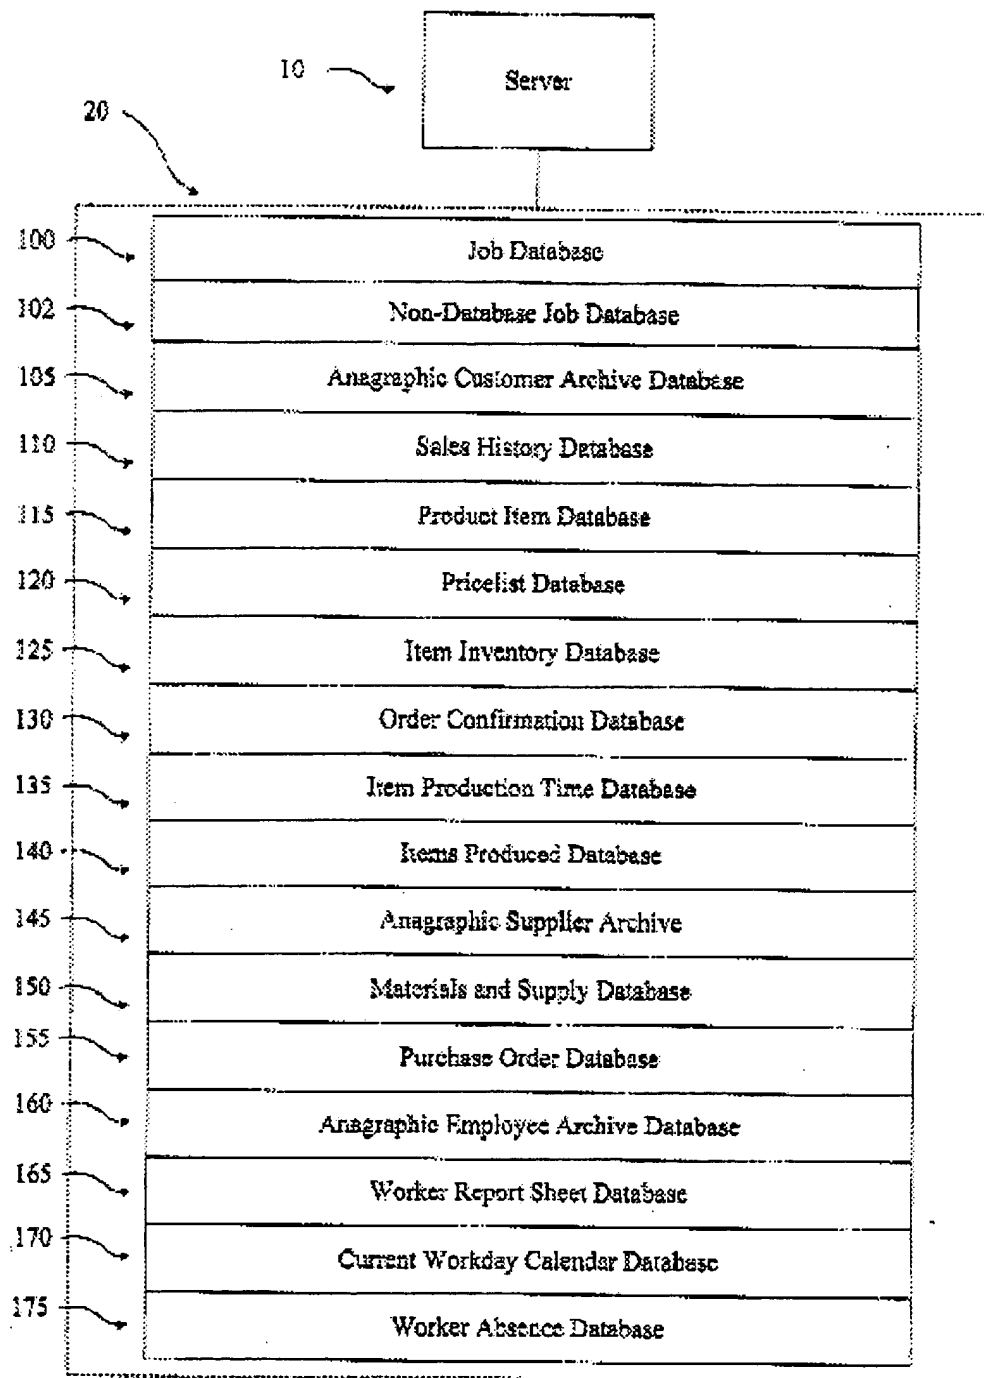 10
Server
20
100
Job Database
102
Non-Database Job Database
105
Anagraphic Customer Archive Database
110
Sales History Database
115
Product Item Database
120
Pricelist Database
125
Item Inventory Database
130
Order Confirmation Database
135
Item Production Time Database
140
Items Produced Database
145
Anagraphic Supplier Archive
150
Materials and Supply Database
155
Purchase Order Database
160
Anagraphic Employee Archive Database
165
Worker Report Sheet Database
170
Current Workday Calendar Database
175
Worker Absence Database